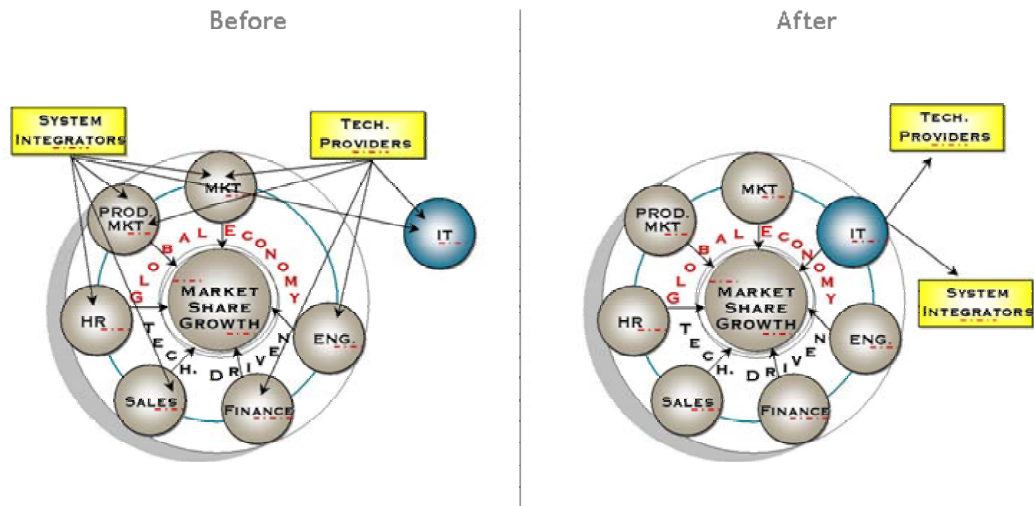 Before
After
SYSTEM
INTEGRATORS
TECH.
PROVIDERS
MKT
PROD.
MKT
IT
GLOBAL ECONOMY
MARKET
SHARE
GROWTH
HR
ENG.
TECH. DRIVEN
SALES
FINANCE
TECH.
PROVIDERS
MKT
PROD.
MKT
IT
GLOBAL ECONOMY
MARKET
SHARE
GROWTH
SYSTEM
INTEGRATORS
HR
ENG.
TECH. DRIVEN
SALES
FINANCE